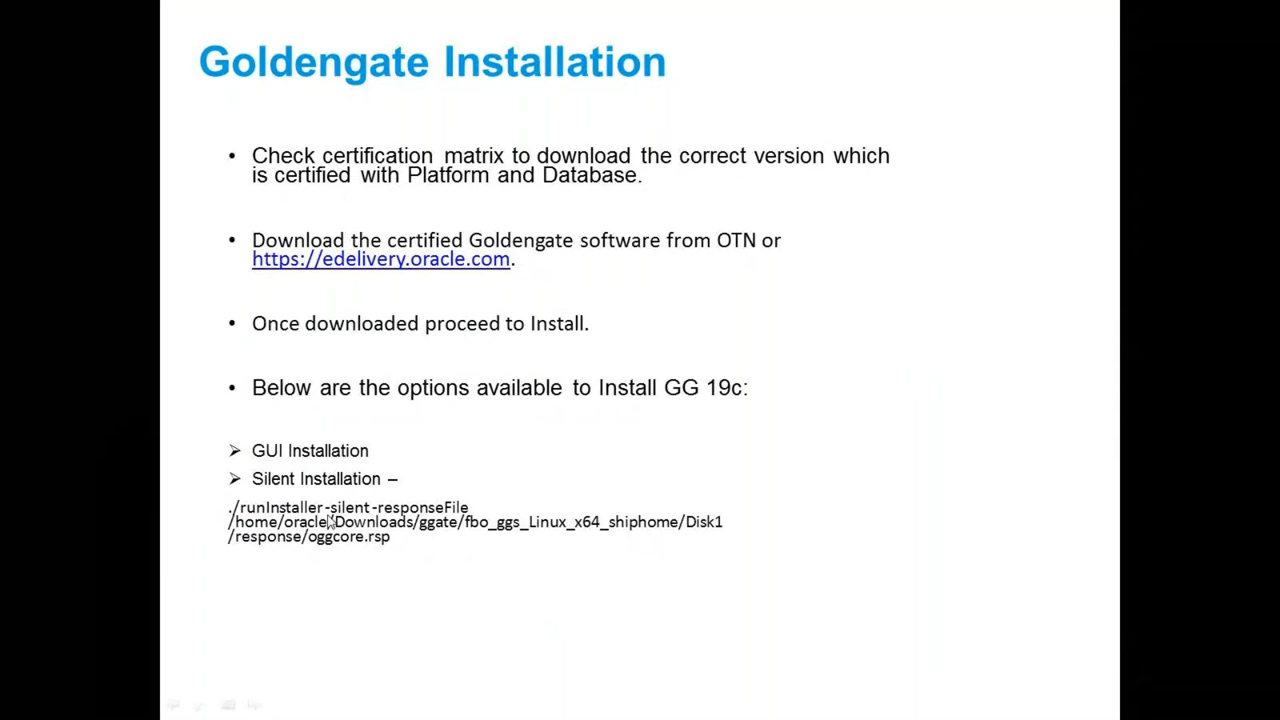 Goldengate Installation
• Check certification matrix to download the correct version which
is certified with Platform and Database.
• Download the certified Goldengate software from OTN or
https://edelivery.oracle.com.
• Once downloaded proceed to Install.
• Below are the options available to Install GG 19c:
➢ GUI Installation
➢ Silent Installation –
./runInstaller -silent -responseFile
/home/oracle/Downloads/ggate/fbo_ggs_Linux_x64_shiphome/Disk1
/response/oggcore.rsp